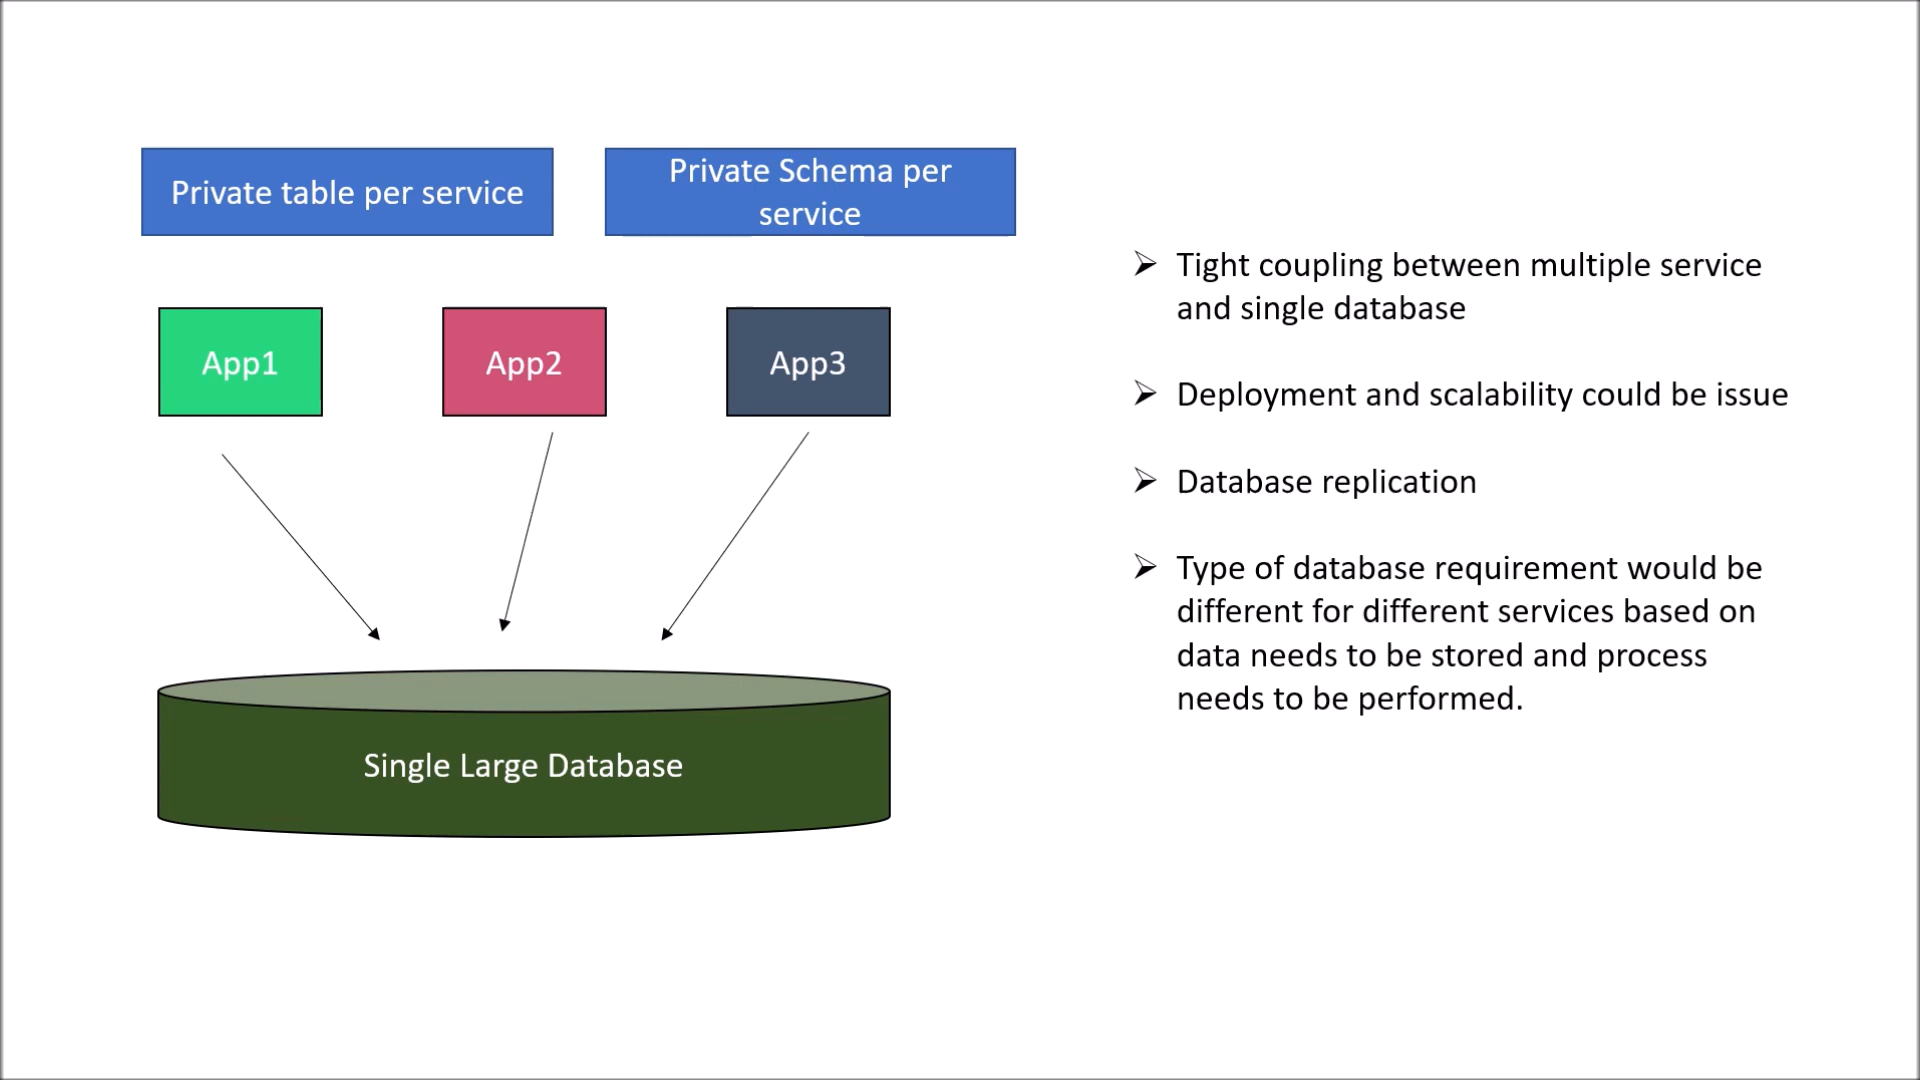 Private table per service
Private Schema per
service
App1
App2
App3
Single Large Database
Tight coupling between multiple service
and single database
Deployment and scalability could be issue
Database replication
Type of database requirement would be
different for different services based on
data needs to be stored and process
needs to be performed.